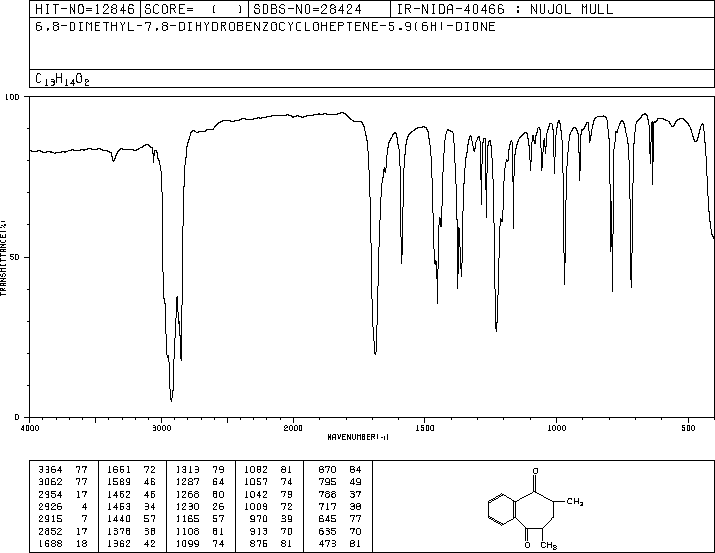 HIT-NO=12846 SCORE= ( ) SDBS-NO=28424 IR-NIDA-40466 : NUJOL MULL
6,8-DIMETHYL-7,8-DIHYDROBENZOCYCLOHEPTENE-5,9(6H)-DIONE
C13H14O2
100
50
0
TRANSMITTANCE(%)
4000 3000 2000 1500 1000 500
WAVENUMBER(-1)
3364 77 1661 72 1313 79 1082 81 870 84
3062 77 1589 46 1287 64 1057 74 795 49
2954 17 1462 46 1268 60 1042 79 788 37
2926 4 1453 34 1230 26 1009 72 717 38
2915 7 1440 57 1165 57 970 39 645 77
2852 17 1378 38 1108 81 913 70 635 70
1688 18 1362 42 1099 74 876 81 473 81
O
CH3
O
CH3